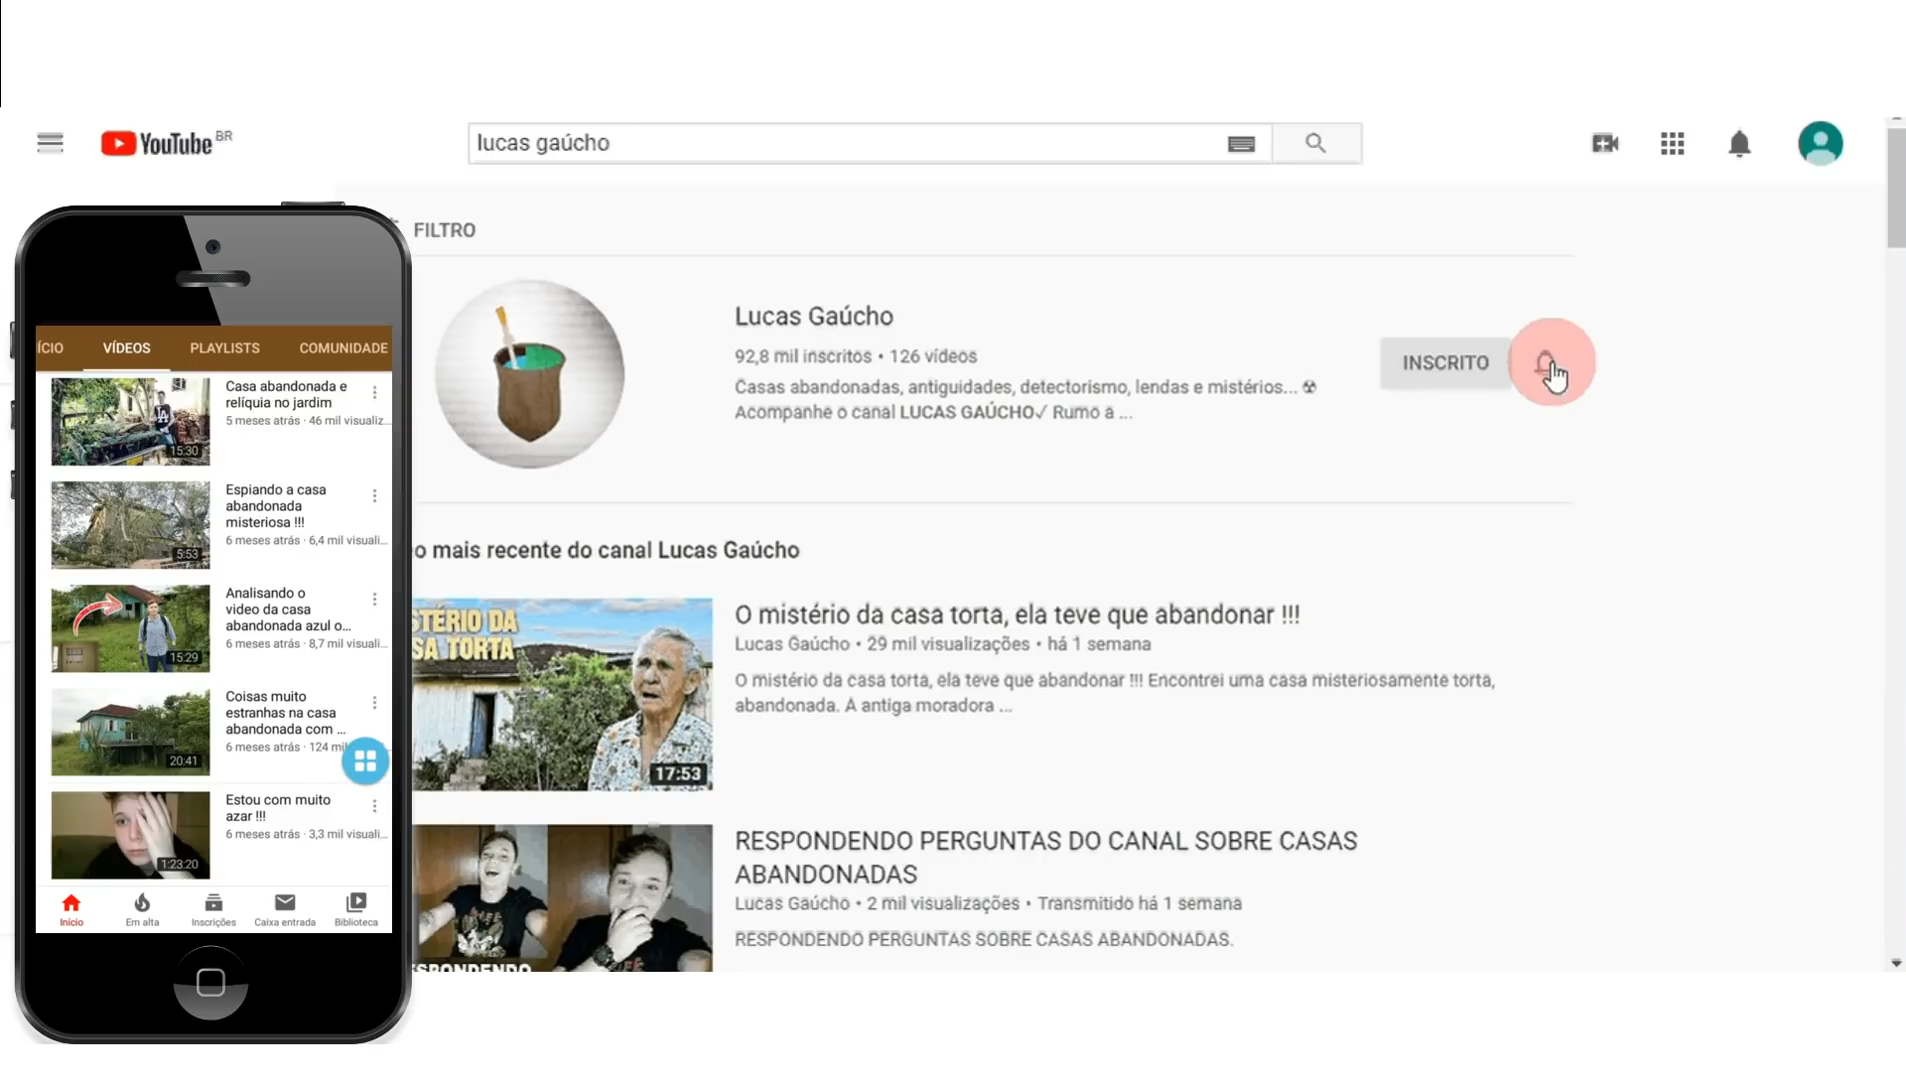 YouTube BR
lucas gaúcho
FILTRO
Lucas Gaúcho
92,8 mil inscritos • 126 vídeos
Casas abandonadas, antiguidades, detectorismo, lendas e mistérios... ☢
Acompanhe o canal LUCAS GAÚCHO✓ Rumo a ...
INSCRITO
o mais recente do canal Lucas Gaúcho
STÉRIO DA
SA TORTA
17:53
O mistério da casa torta, ela teve que abandonar !!!
Lucas Gaúcho • 29 mil visualizações • há 1 semana
O mistério da casa torta, ela teve que abandonar !!! Encontrei uma casa misteriosamente torta,
abandonada. A antiga moradora ...
RESPONDENDO PERGUNTAS DO CANAL SOBRE CASAS
ABANDONADAS
Lucas Gaúcho • 2 mil visualizações • Transmitido há 1 semana
RESPONDENDO PERGUNTAS SOBRE CASAS ABANDONADAS.
ESPONDENDO
ÍCIO VÍDEOS PLAYLISTS COMUNIDADE
Casa abandonada e
relíquia no jardim
5 meses atrás · 46 mil visualiz...
15:30
Espiando a casa
abandonada
misteriosa !!!
6 meses atrás · 6,4 mil visuali...
5:53
Analisando o
video da casa
abandonada azul o...
6 meses atrás · 8,7 mil visuali...
15:29
Coisas muito
estranhas na casa
abandonada com ...
6 meses atrás · 124 mil
20:41
Estou com muito
azar !!!
6 meses atrás · 3,3 mil visuali...
1:23:20
Início Em alta Inscrições Caixa entrada Biblioteca